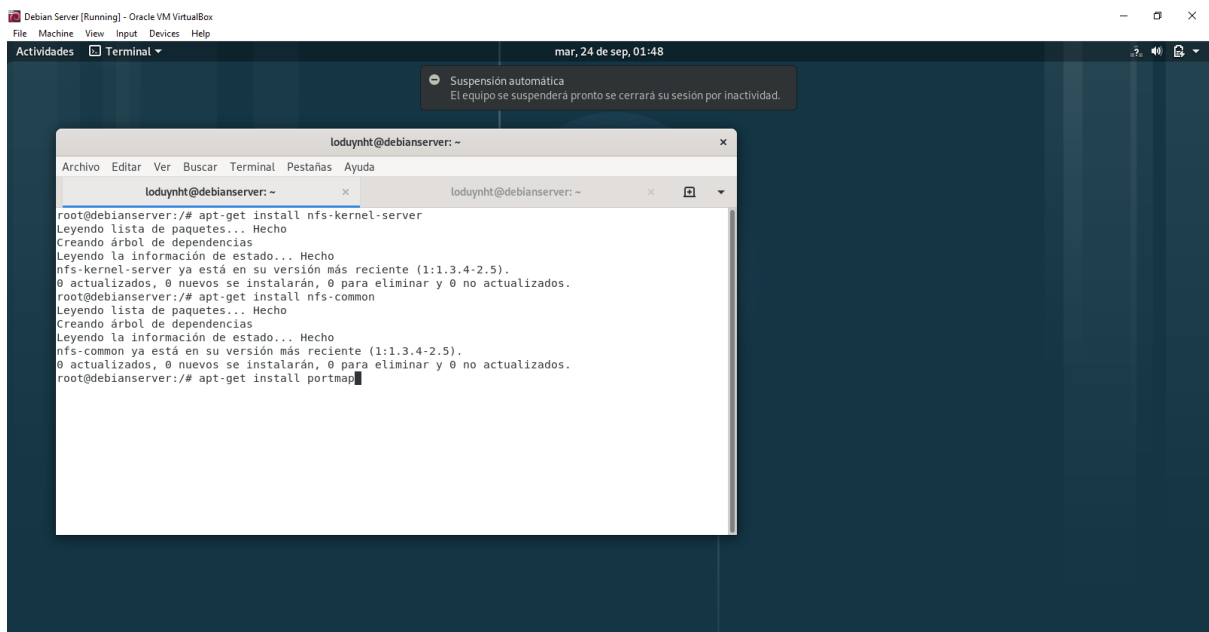 Debian Server [Running] - Oracle VM VirtualBox
File Machine View Input Devices Help
Actividades Terminal mar, 24 de sep, 01:48
Suspensión automática
El equipo se suspenderá pronto se cerrará su sesión por inactividad.
loduynht@debianserver: ~
Archivo Editar Ver Buscar Terminal Pestañas Ayuda
loduynht@debianserver: ~ loduynht@debianserver: ~
root@debianserver:/# apt-get install nfs-kernel-server
Leyendo lista de paquetes... Hecho
Creando árbol de dependencias
Leyendo la información de estado... Hecho
nfs-kernel-server ya está en su versión más reciente (1:1.3.4-2.5).
0 actualizados, 0 nuevos se instalarán, 0 para eliminar y 0 no actualizados.
root@debianserver:/# apt-get install nfs-common
Leyendo lista de paquetes... Hecho
Creando árbol de dependencias
Leyendo la información de estado... Hecho
nfs-common ya está en su versión más reciente (1:1.3.4-2.5).
0 actualizados, 0 nuevos se instalarán, 0 para eliminar y 0 no actualizados.
root@debianserver:/# apt-get install portmap